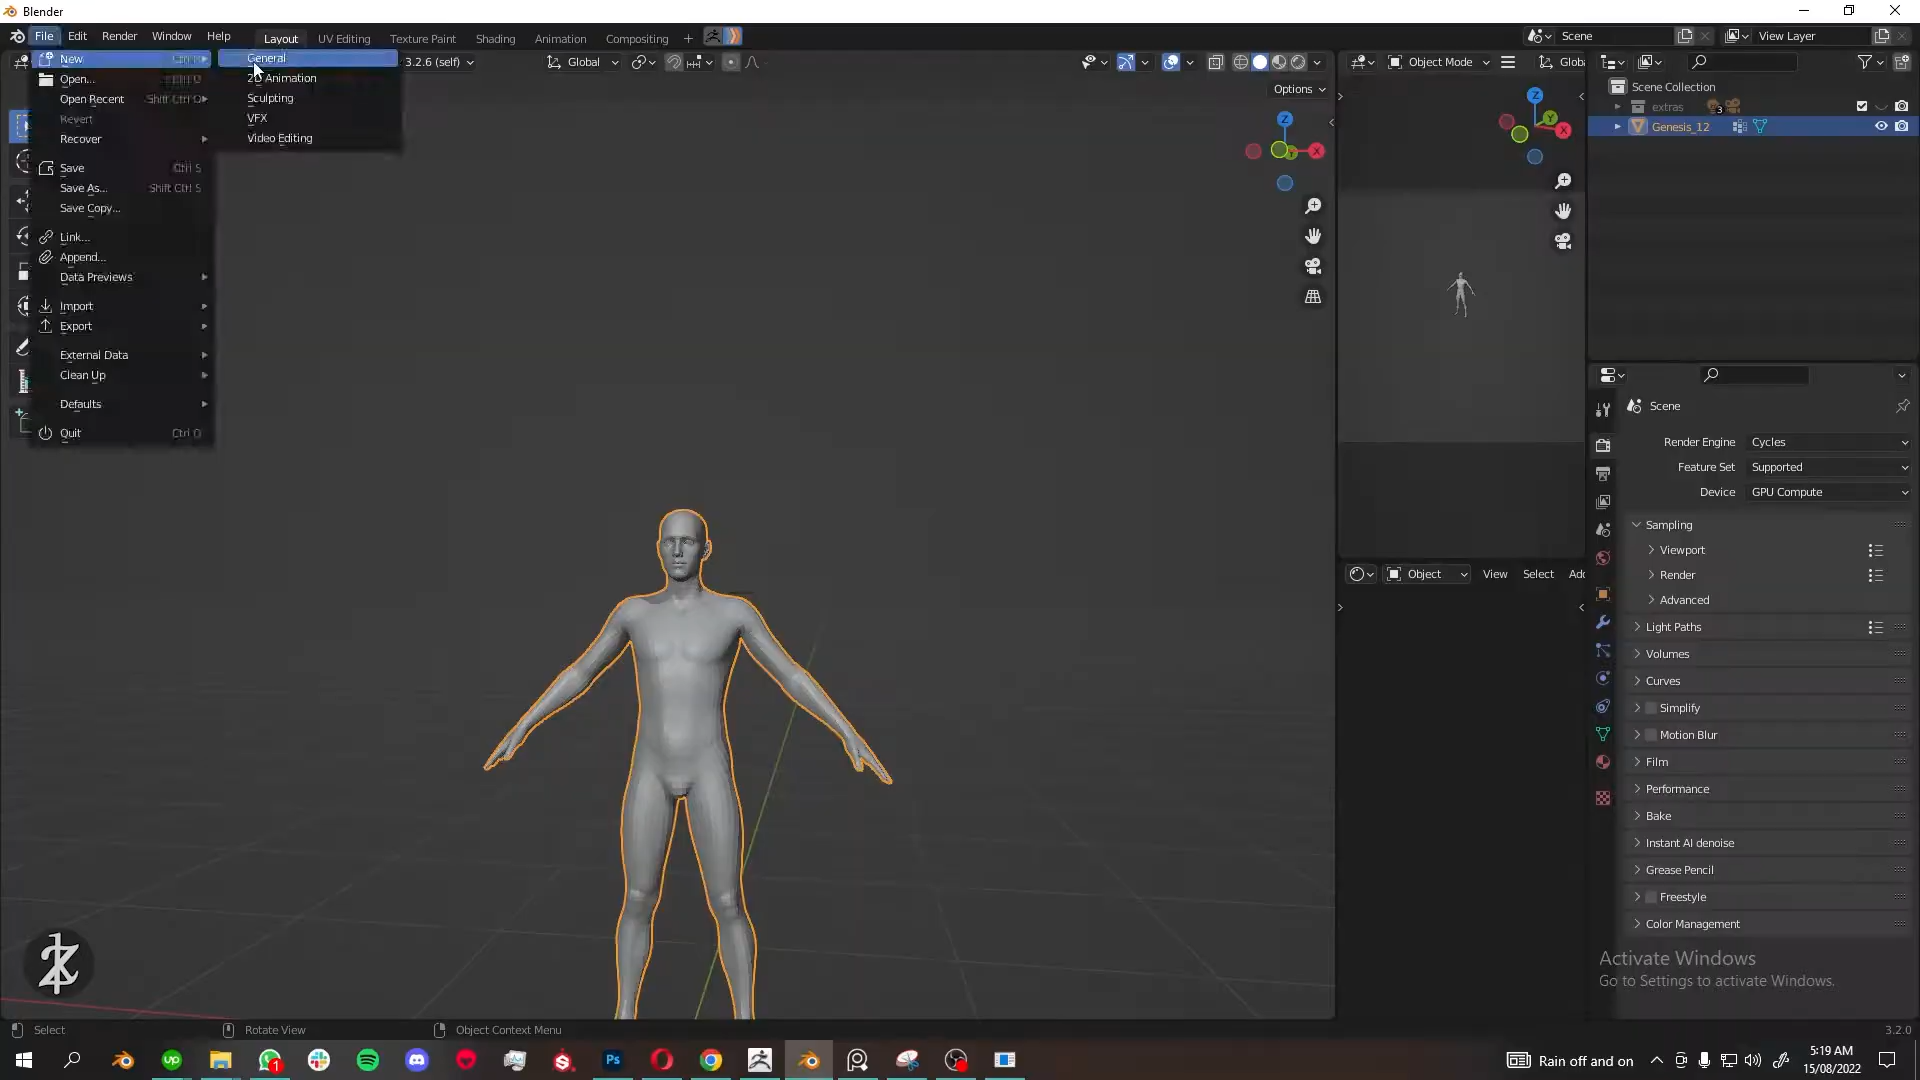 Blender
File Edit Render Window Help Layout UV Editing Texture Paint Shading Animation Compositing
Scene View Layer
New
General
3.2.6 (self)
Global
Object Mode
Open...
2D Animation
Scene Collection
Options
Open Recent Shift Ctrl O
Sculpting
extras 3
Revert
VFX
Genesis_12
Recover
Video Editing
Save Ctrl S
Save As... Shift Ctrl S
Save Copy...
Link...
Append...
Data Previews
Import
Export
External Data
Clean Up
Defaults
Quit Ctrl Q
Z
X
Z
Y
X
Scene
Render Engine Cycles
Feature Set Supported
Device GPU Compute
Sampling
Viewport
Render
Advanced
Object View Select
Light Paths
Volumes
Curves
Simplify
Motion Blur
Film
Performance
Bake
Instant AI denoise
Grease Pencil
Freestyle
Color Management
Activate Windows
Go to Settings to activate Windows.
Select Rotate View Object Context Menu 3.2.0
up
1
Ps
Rain off and on
5:19 AM
15/08/2022